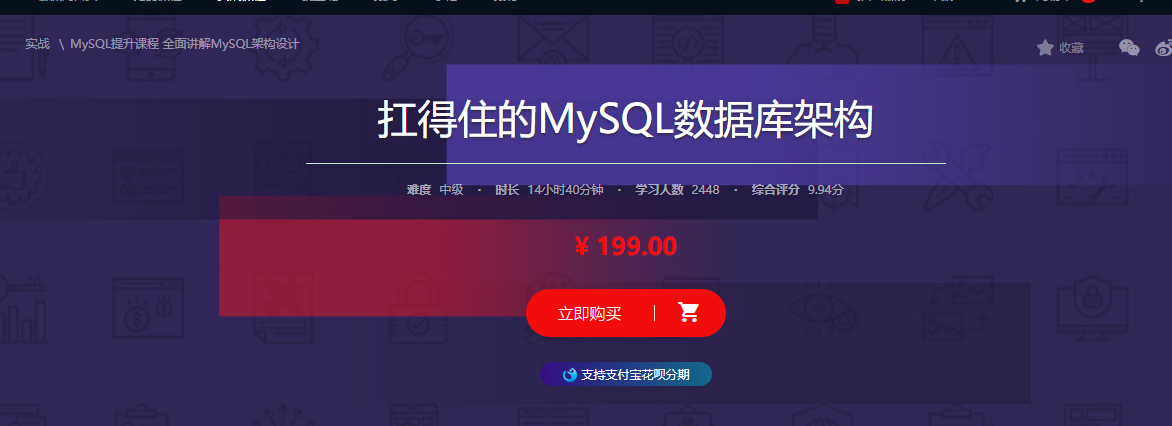 实战 \ MySQL提升课程 全面讲解MySQL架构设计
收藏
扛得住的MySQL数据库架构
难度 中级 · 时长 14小时40分钟 · 学习人数 2448 · 综合评分 9.94分
¥ 199.00
立即购买
支持支付宝花呗分期